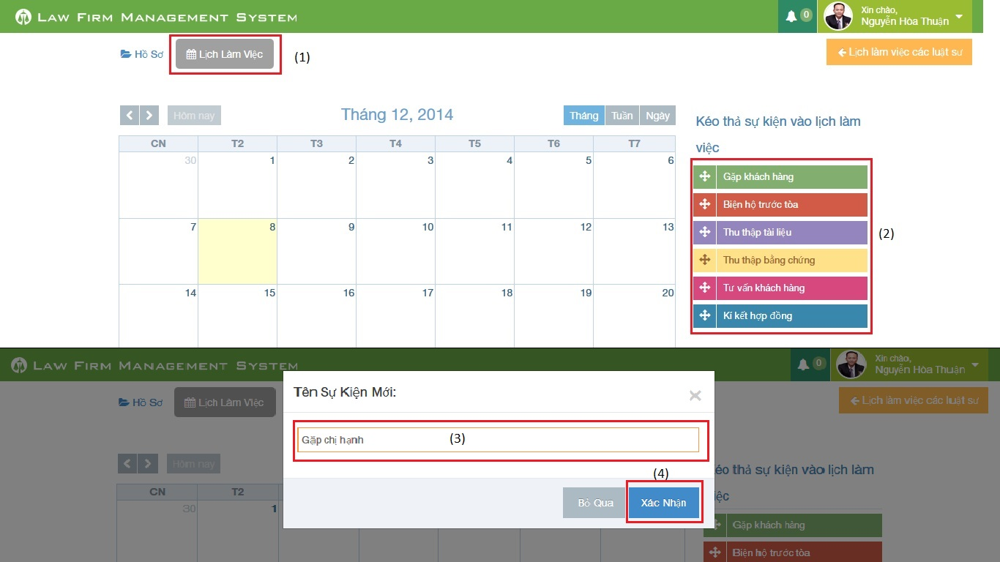 LAW FIRM MANAGEMENT SYSTEM
0
Xin chào,
Nguyễn Hòa Thuận
Hồ Sơ
Lịch Làm Việc
(1)
Lịch làm việc các luật sư
Hôm nay
Tháng 12, 2014
Tháng Tuần Ngày
Kéo thả sự kiện vào lịch làm
việc
CN T2 T3 T4 T5 T6 T7
30 1 2 3 4 5 6
7 8 9 10 11 12 13
14 15 16 17 18 19 20
Gặp khách hàng
Biện hộ trước tòa
Thu thập tài liệu
(2)
Thu thập bằng chứng
Tư vấn khách hàng
Kí kết hợp đồng
LAW FIRM MANAGEMENT SYSTEM
0
Xin chào,
Nguyễn Hòa Thuận
Hồ Sơ
Lịch Làm Việc
Lịch làm việc các luật sư
Tên Sự Kiện Mới:
Gặp chị hạnh
(3)
(4)
Bỏ Qua
Xác Nhận
Hôm nay
Kéo thả sự kiện vào lịch làm
việc
CN T2
30 1
Gặp khách hàng
Biện hộ trước tòa